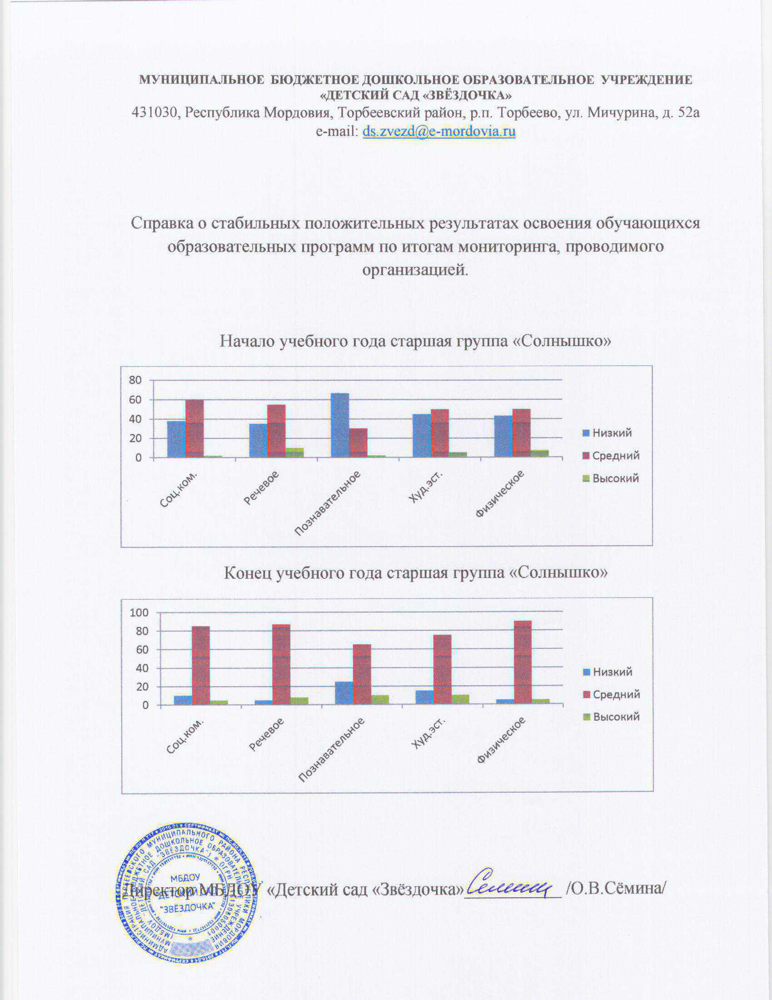 МУНИЦИПАЛЬНОЕ БЮДЖЕТНОЕ ДОШКОЛЬНОЕ ОБРАЗОВАТЕЛЬНОЕ УЧРЕЖДЕНИЕ
«ДЕТСКИЙ САД «ЗВЁЗДОЧКА»
431030, Республика Мордовия, Торбеевский район, р.п. Торбеево, ул. Мичурина, д. 52а
e-mail: ds.zvezd@e-mordovia.ru
Справка о стабильных положительных результатах освоения обучающихся
образовательных программ по итогам мониторинга, проводимого
организацией.
Начало учебного года старшая группа «Солнышко»
80
60
40
20
0
Соц.ком.
Речевое
Познавательное
Худ.эст.
Физическое
Низкий
Средний
Высокий
Конец учебного года старшая группа «Солнышко»
100
80
60
40
20
0
Соц.ком.
Речевое
Познавательное
Худ.эст.
Физическое
Низкий
Средний
Высокий
Директор МБДОУ «Детский сад «Звёздочка» /О.В.Сёмина/
МБДОУ
"ДЕТСКИЙ САД
"ЗВЁЗДОЧКА"